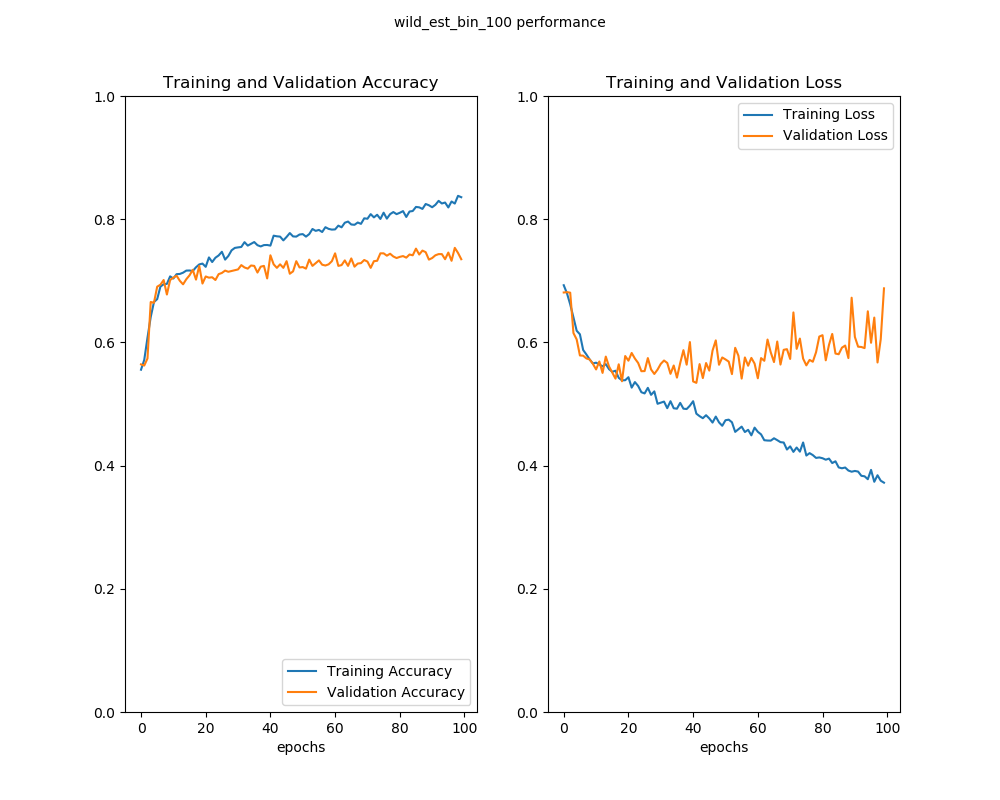 wild_est_bin_100 performance
Training and Validation Accuracy
1.0
0.8
0.6
0.4
0.2
0.0
0 20 40 60 80 100
epochs
Training Accuracy
Validation Accuracy
Training and Validation Loss
1.0
0.8
0.6
0.4
0.2
0.0
0 20 40 60 80 100
epochs
Training Loss
Validation Loss